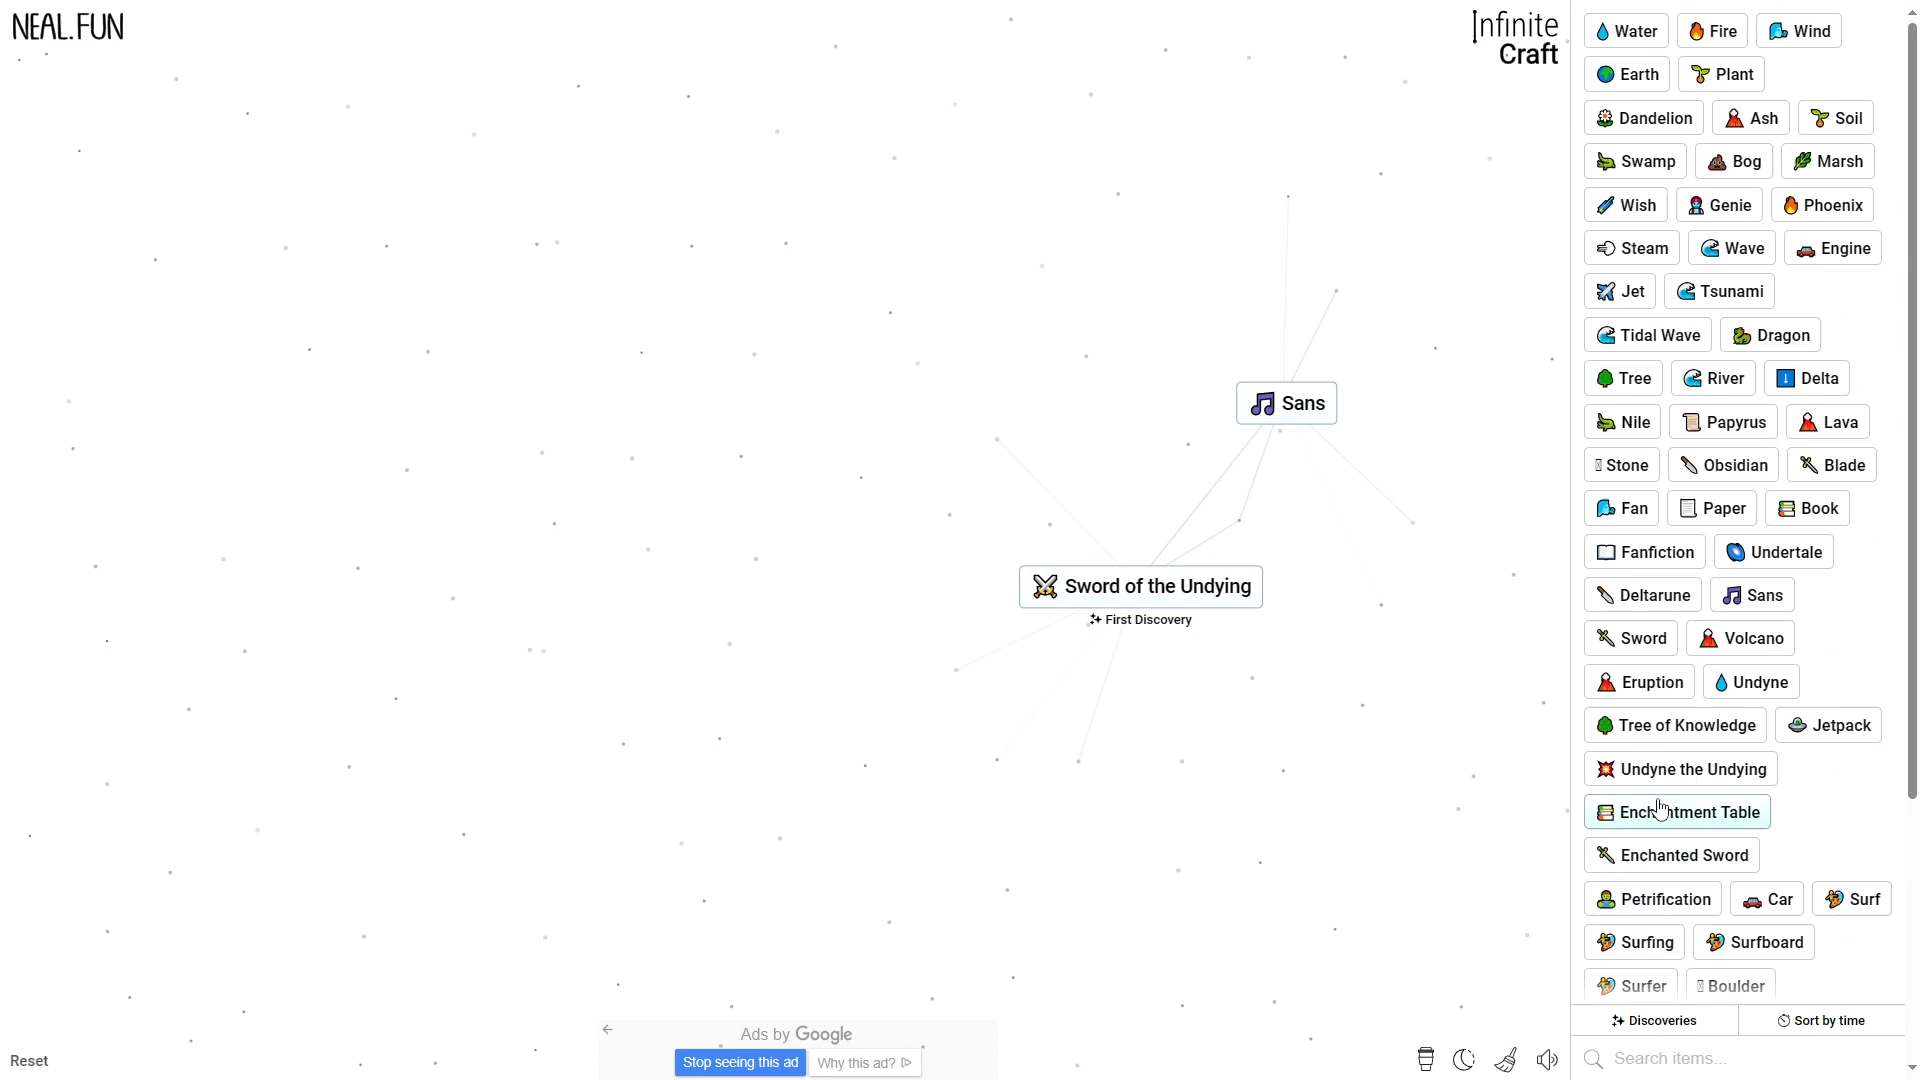 NEAL.FUN
Infinite
Craft
Sans
Sword of the Undying
First Discovery
Water Fire Wind
Earth Plant
Dandelion Ash Soil
Swamp Bog Marsh
Wish Genie Phoenix
Steam Wave Engine
Jet Tsunami
Tidal Wave Dragon
Tree River Delta
Nile Papyrus Lava
Stone Obsidian Blade
Fan Paper Book
Fanfiction Undertale
Deltarune Sans
Sword Volcano
Eruption Undyne
Tree of Knowledge Jetpack
Undyne the Undying
Enchantment Table
Enchanted Sword
Petrification Car Surf
Surfing Surfboard
Surfer Boulder
Discoveries Sort by time
Search items...
Ads by Google
Stop seeing this ad Why this ad?
Reset